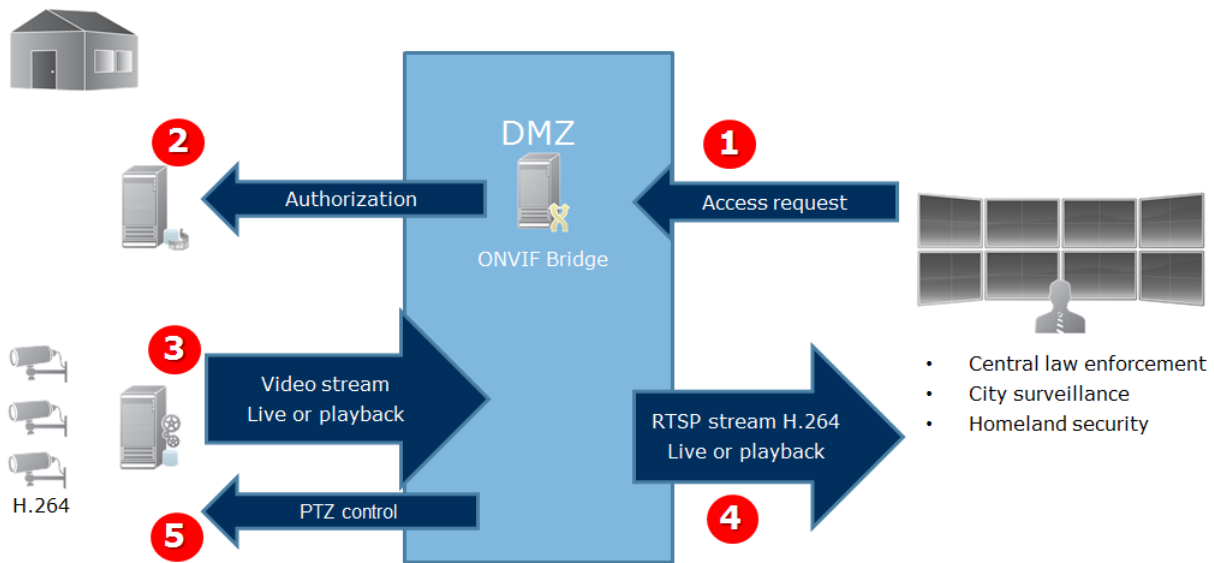 DMZ
1
2
Authorization
Access request
ONVIF Bridge
3
Video stream
Live or playback
RTSP stream H.264
Live or playback
• Central law enforcement
• City surveillance
• Homeland security
H.264
PTZ control
4
5